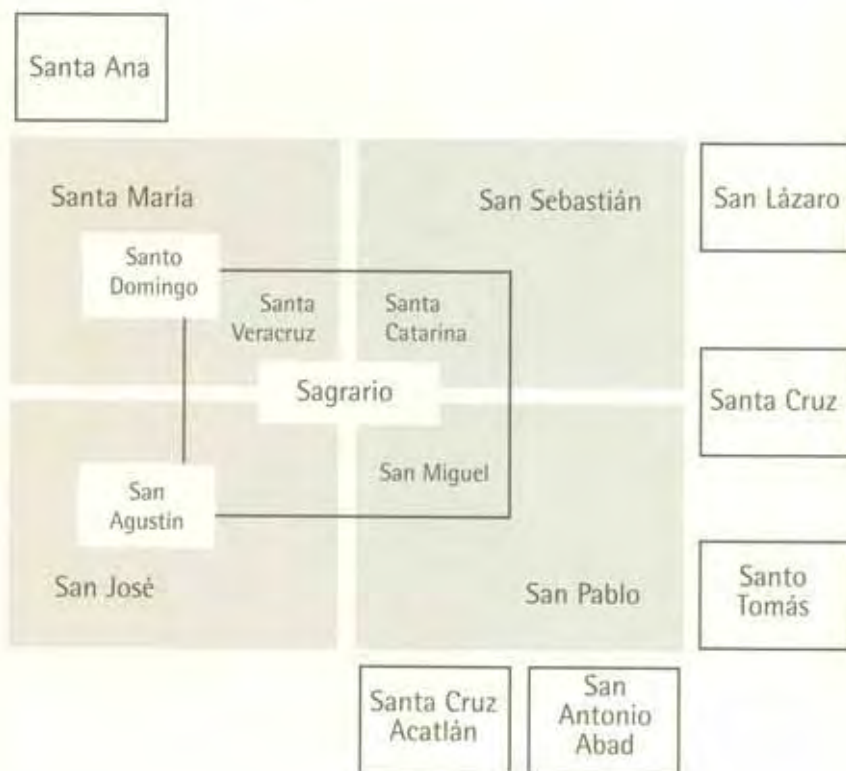 Santa Ana
Santa María
San Sebastián
San Lázaro
Santo
Domingo
Santa
Veracruz
Santa
Catarina
Sagrario
Santa Cruz
San Miguel
San
Agustín
San José
San Pablo
Santo
Tomás
Santa Cruz
Acatlán
San
Antonio
Abad